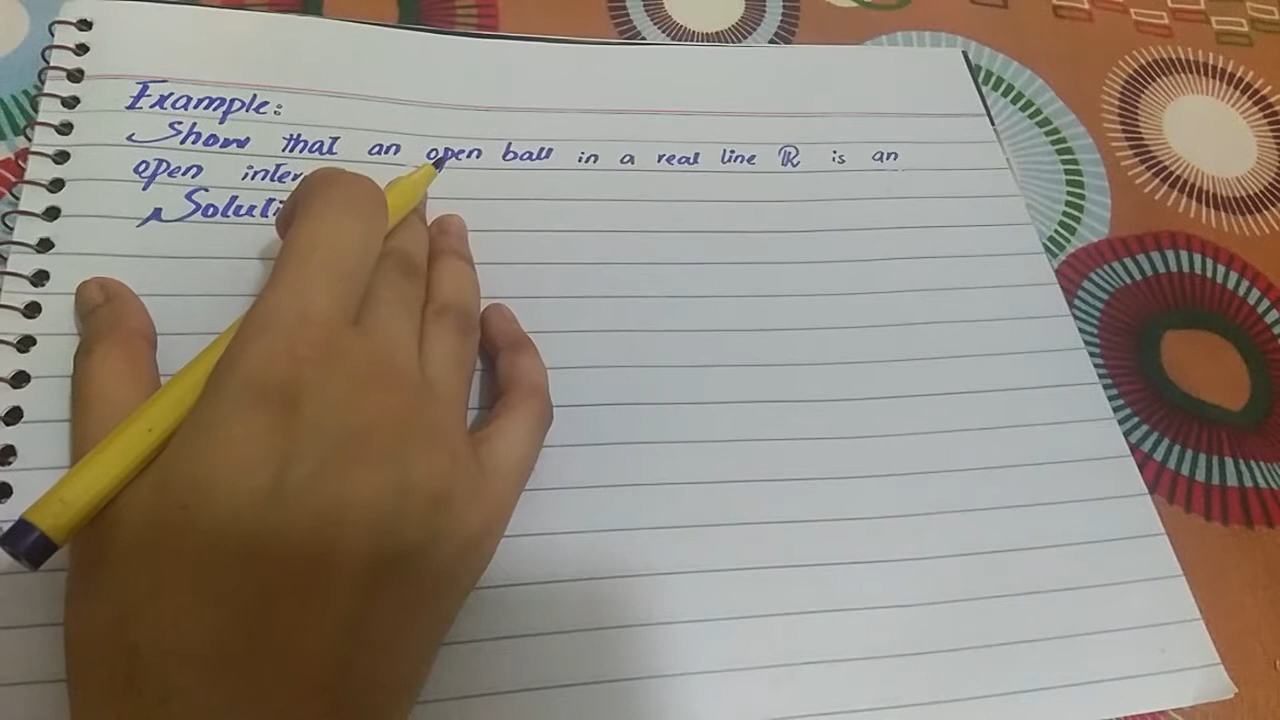 Example:
Show that an open ball in a real line ℝ is an
open